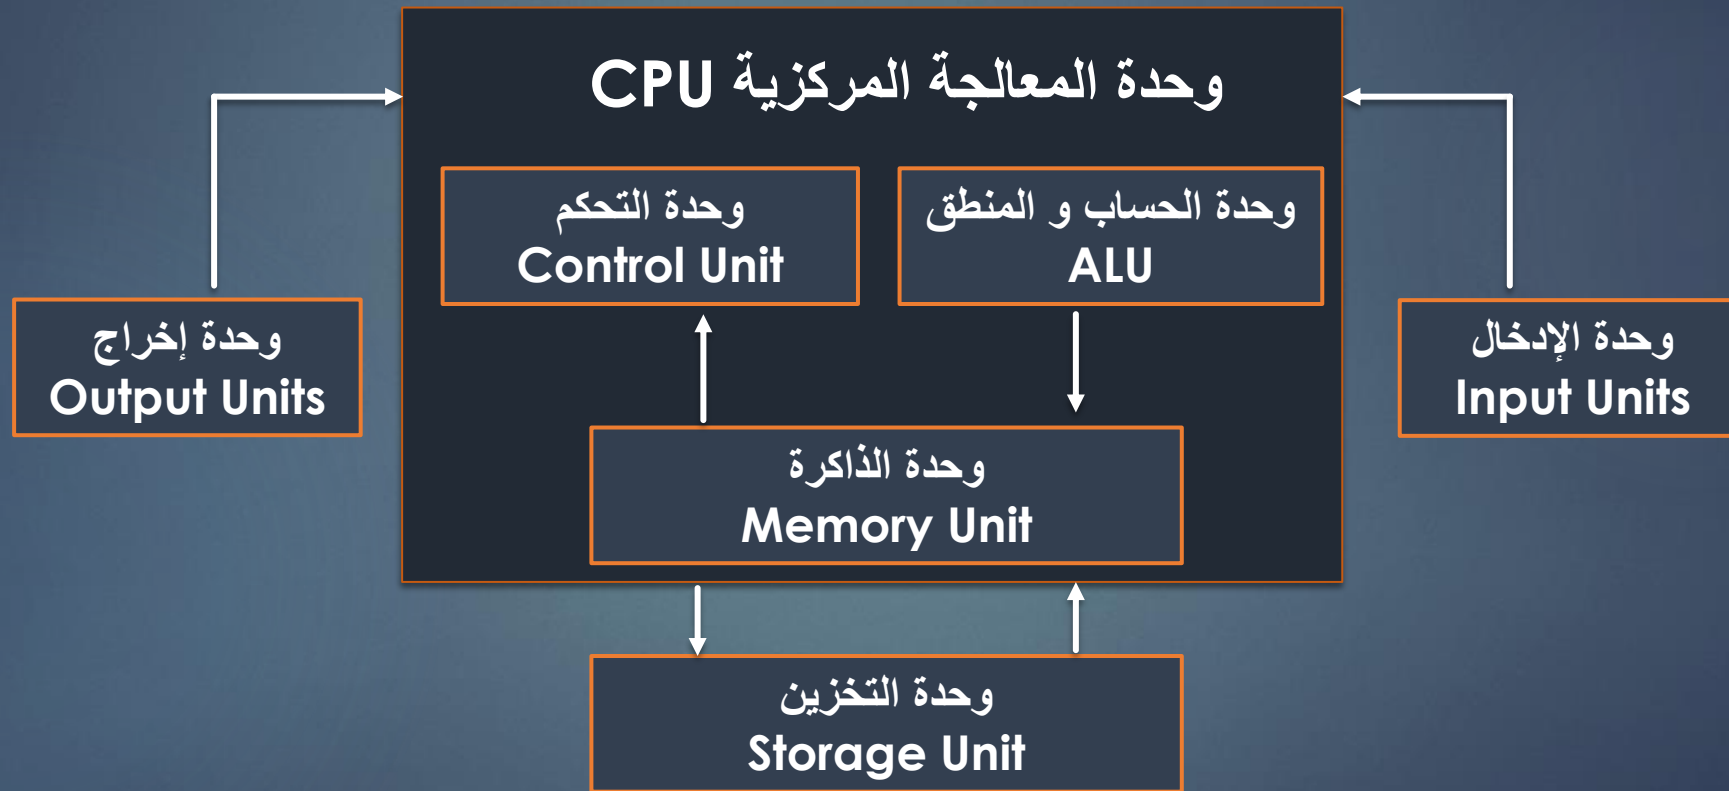 وحدة المعالجة المركزية CPU
وحدة الحساب و المنطق
ALU
وحدة التحكم
Control Unit
وحدة الإدخال
Input Units
وحدة إخراج
Output Units
وحدة الذاكرة
Memory Unit
وحدة التخزين
Storage Unit